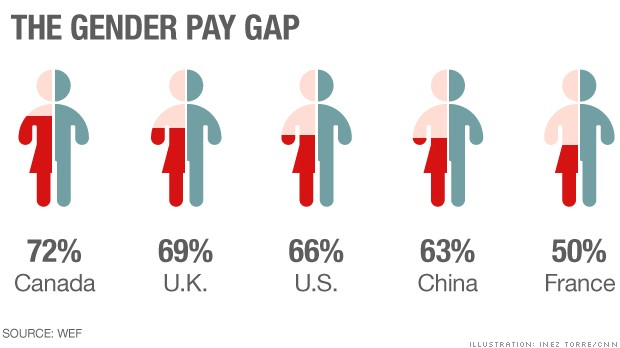 THE GENDER PAY GAP
72% 69% 66% 63% 50%
Canada U.K. U.S. China France
SOURCE: WEF
ILLUSTRATION: INEZ TORRE/CNN